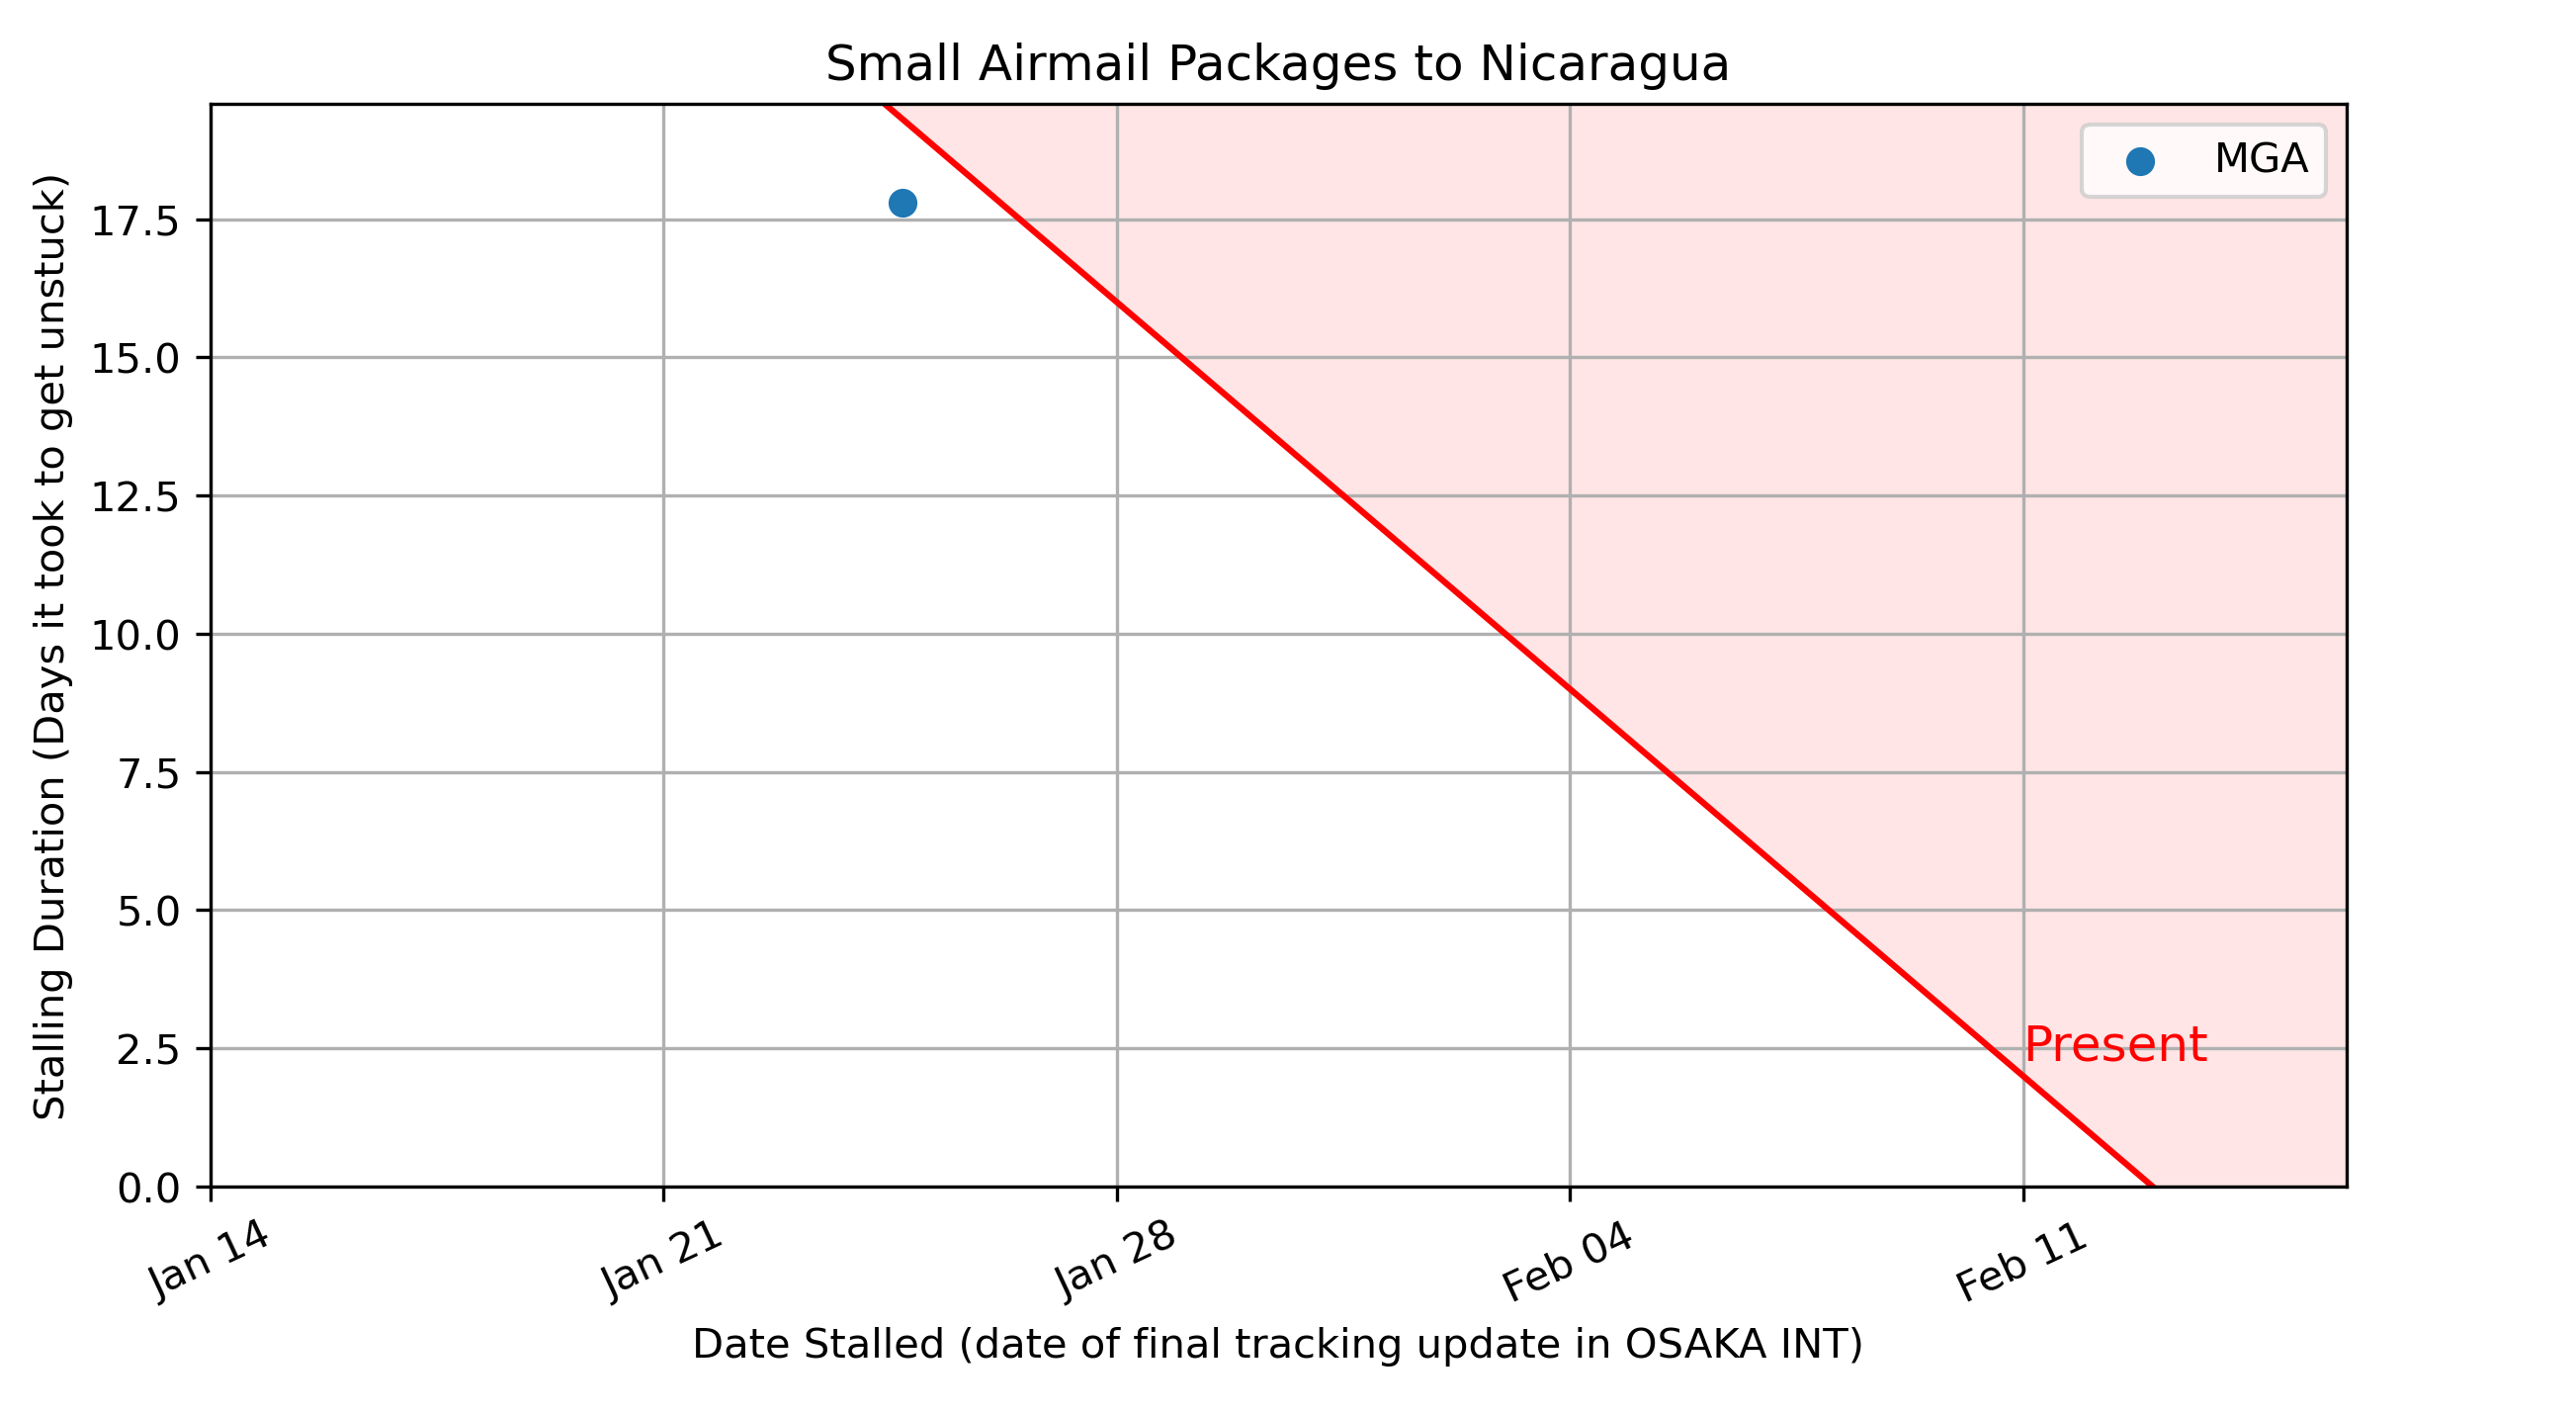 Small Airmail Packages to Nicaragua
MGA
Stalling Duration (Days it took to get unstuck)
17.5
15.0
12.5
10.0
7.5
5.0
2.5
0.0
Present
Jan 14
Jan 21
Jan 28
Feb 04
Feb 11
Date Stalled (date of final tracking update in OSAKA INT)